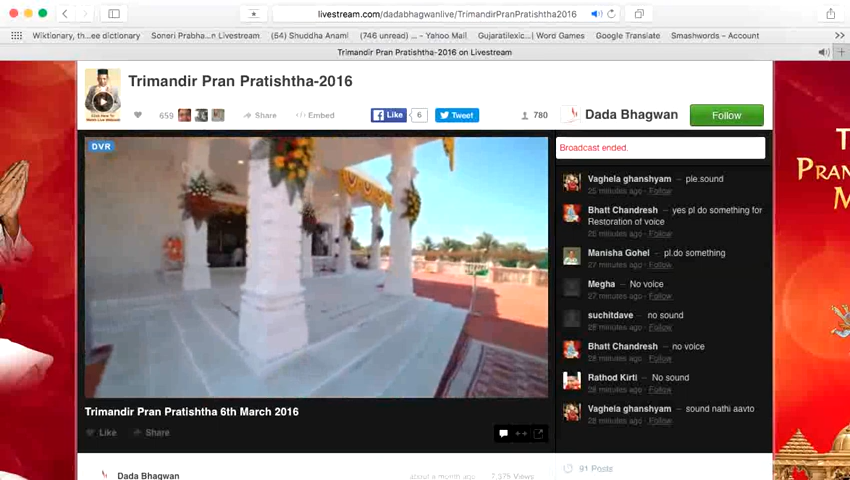 livestream.com/dadabhagwanlive/TrimandirPranPratishtha2016
Wiktionary, th...ee dictionary Soneri Prabha...n Livestream (54) Shuddha Anami (746 unread) ... - Yahoo Mail Gujaratilexic...( Word Games Google Translate Smashwords – Account
Trimandir Pran Pratishtha-2016 on Livestream
Trimandir Pran Pratishtha-2016
659 Share Embed Like 6 Tweet 780 Dada Bhagwan Follow
DVR
Broadcast ended.
Vaghela ghanshyam – ple.sound
25 minutes ago · Follow
Bhatt Chandresh – yes pl do something for
Restoration of voice
26 minutes ago · Follow
Manisha Gohel – pl.do something
27 minutes ago · Follow
Megha – No voice
27 minutes ago · Follow
suchitdave – no sound
28 minutes ago · Follow
Bhatt Chandresh – no voice
28 minutes ago · Follow
Rathod Kirti – No sound
28 minutes ago · Follow
Vaghela ghanshyam – sound nathi aavto
28 minutes ago · Follow
Trimandir Pran Pratishtha 6th March 2016
Like Share
91 Posts
Dada Bhagwan about a month ago · 7,375 Views